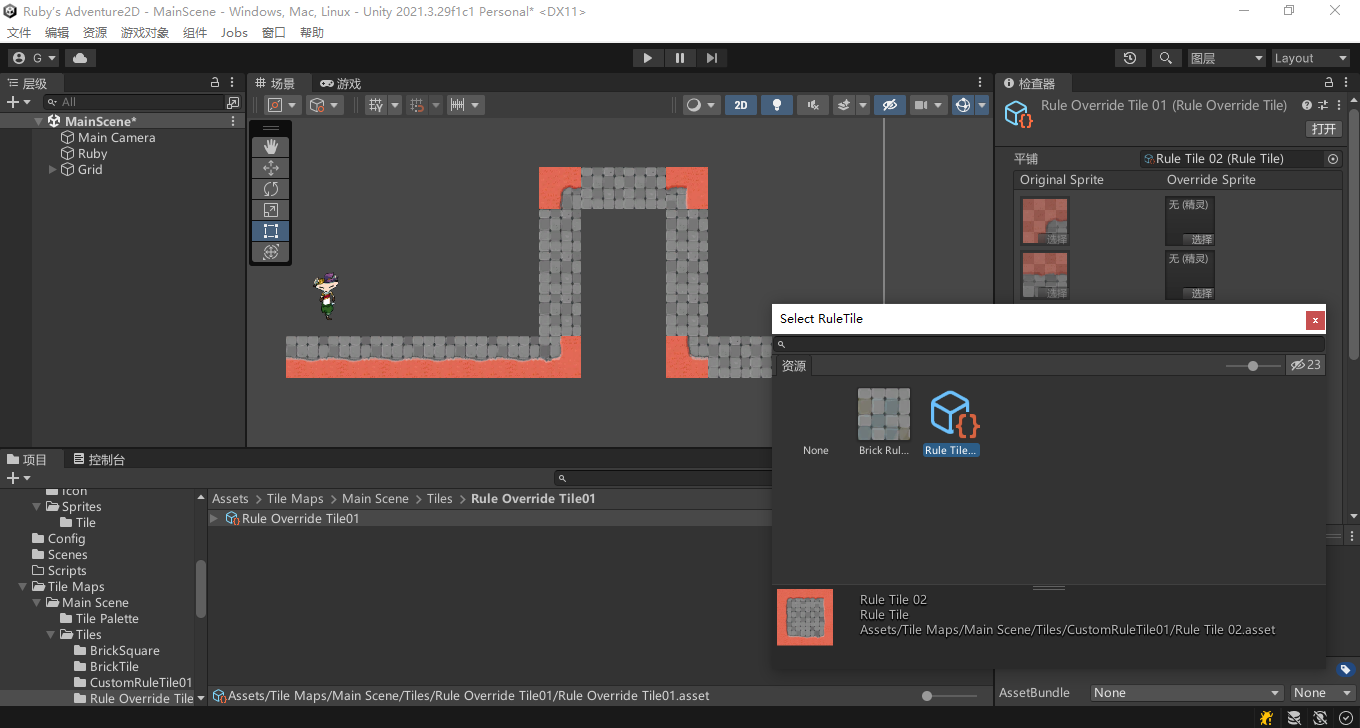 Ruby's Adventure2D - MainScene - Windows, Mac, Linux - Unity 2021.3.29f1c1 Personal* <DX11>
文件 编辑 资源 游戏对象 组件 Jobs 窗口 帮助
G
图层
Layout
层级
All
MainScene*
Main Camera
Ruby
Grid
场景
游戏
2D
检查器
Rule Override Tile 01 (Rule Override Tile)
打开
平铺
Rule Tile 02 (Rule Tile)
Original Sprite
Override Sprite
选择
无 (精灵)
选择
选择
无 (精灵)
选择
Select RuleTile
x
资源
23
None
Brick Rul...
Rule Tile...
Rule Tile 02
Rule Tile
Assets/Tile Maps/Main Scene/Tiles/CustomRuleTile01/Rule Tile 02.asset
项目
控制台
Icon
Sprites
Tile
Config
Scenes
Scripts
Tile Maps
Main Scene
Tile Palette
Tiles
BrickSquare
BrickTile
CustomRuleTile01
Rule Override Tile
Assets > Tile Maps > Main Scene > Tiles > Rule Override Tile01
Rule Override Tile01
Assets/Tile Maps/Main Scene/Tiles/Rule Override Tile01/Rule Override Tile01.asset
AssetBundle
None
None